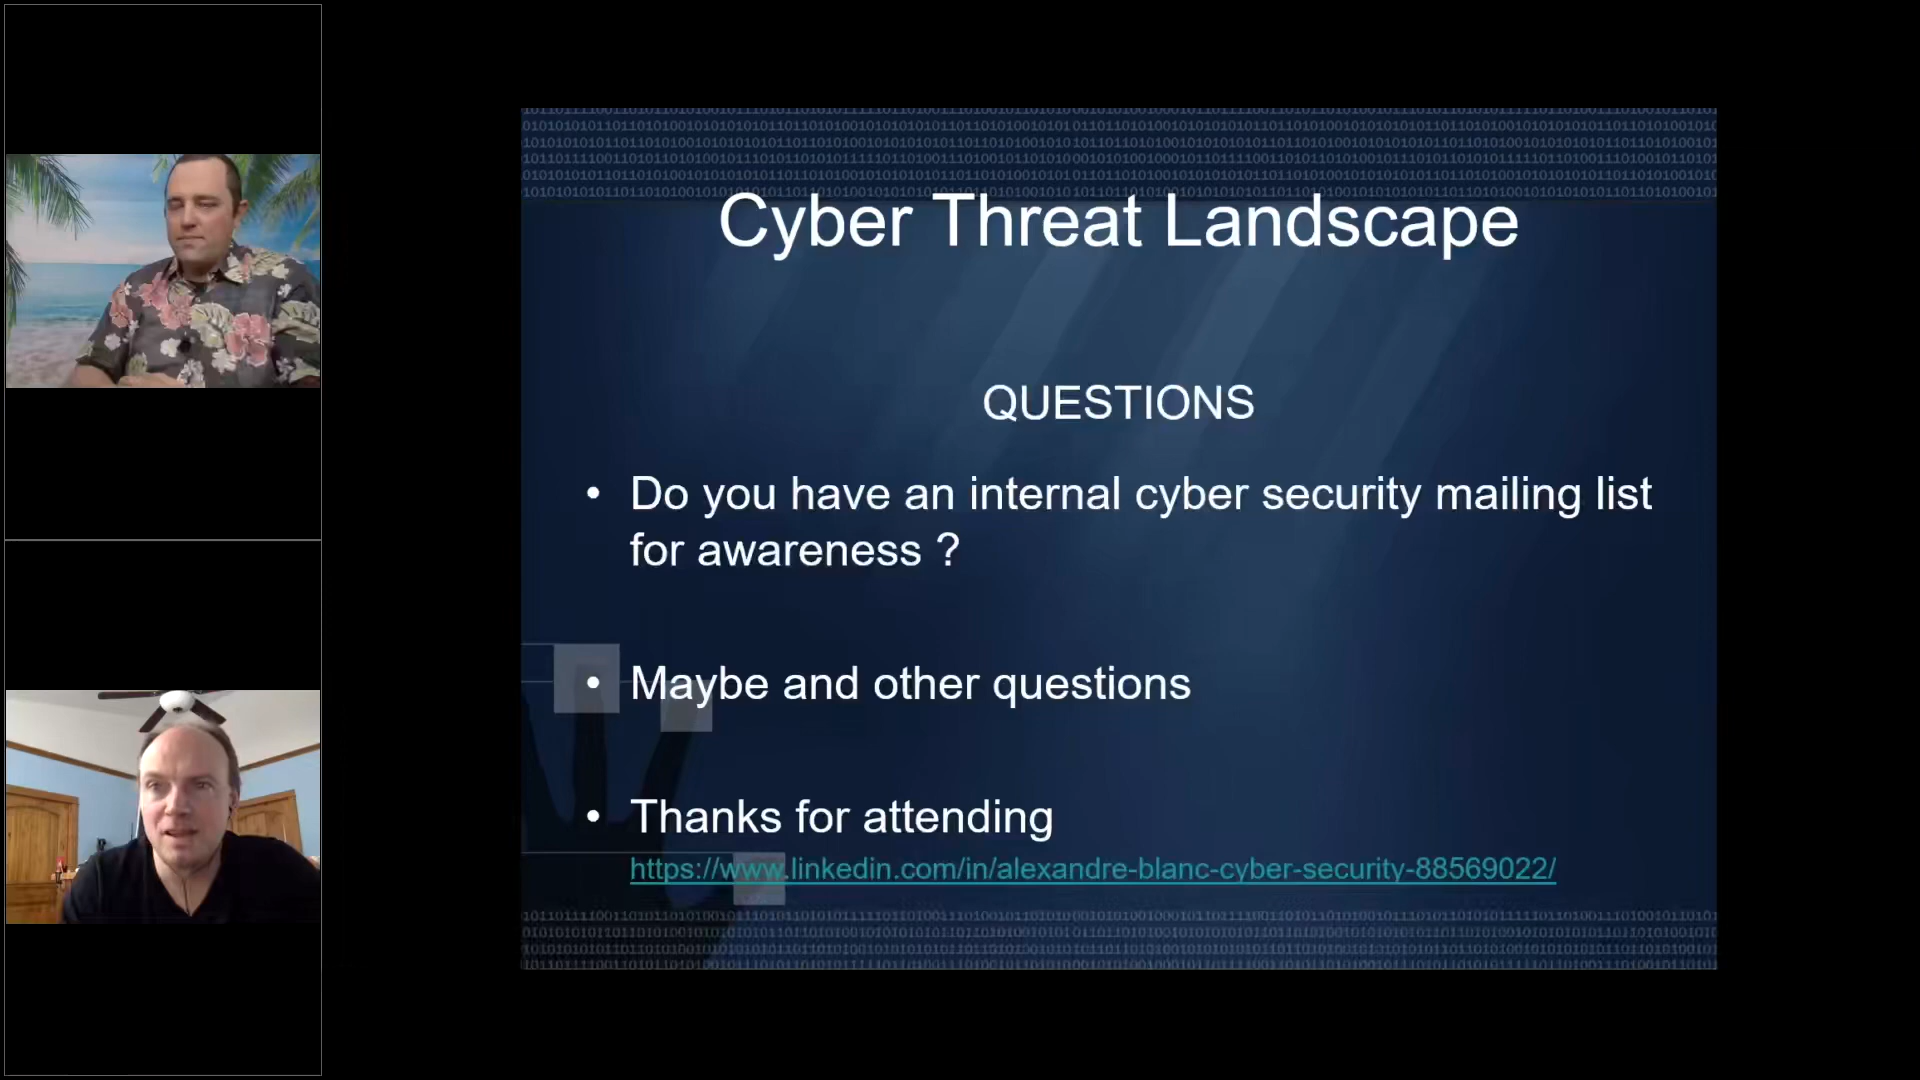 Cyber Threat Landscape
QUESTIONS
• Do you have an internal cyber security mailing list
for awareness ?
• Maybe and other questions
• Thanks for attending
https://www.linkedin.com/in/alexandre-blanc-cyber-security-88569022/